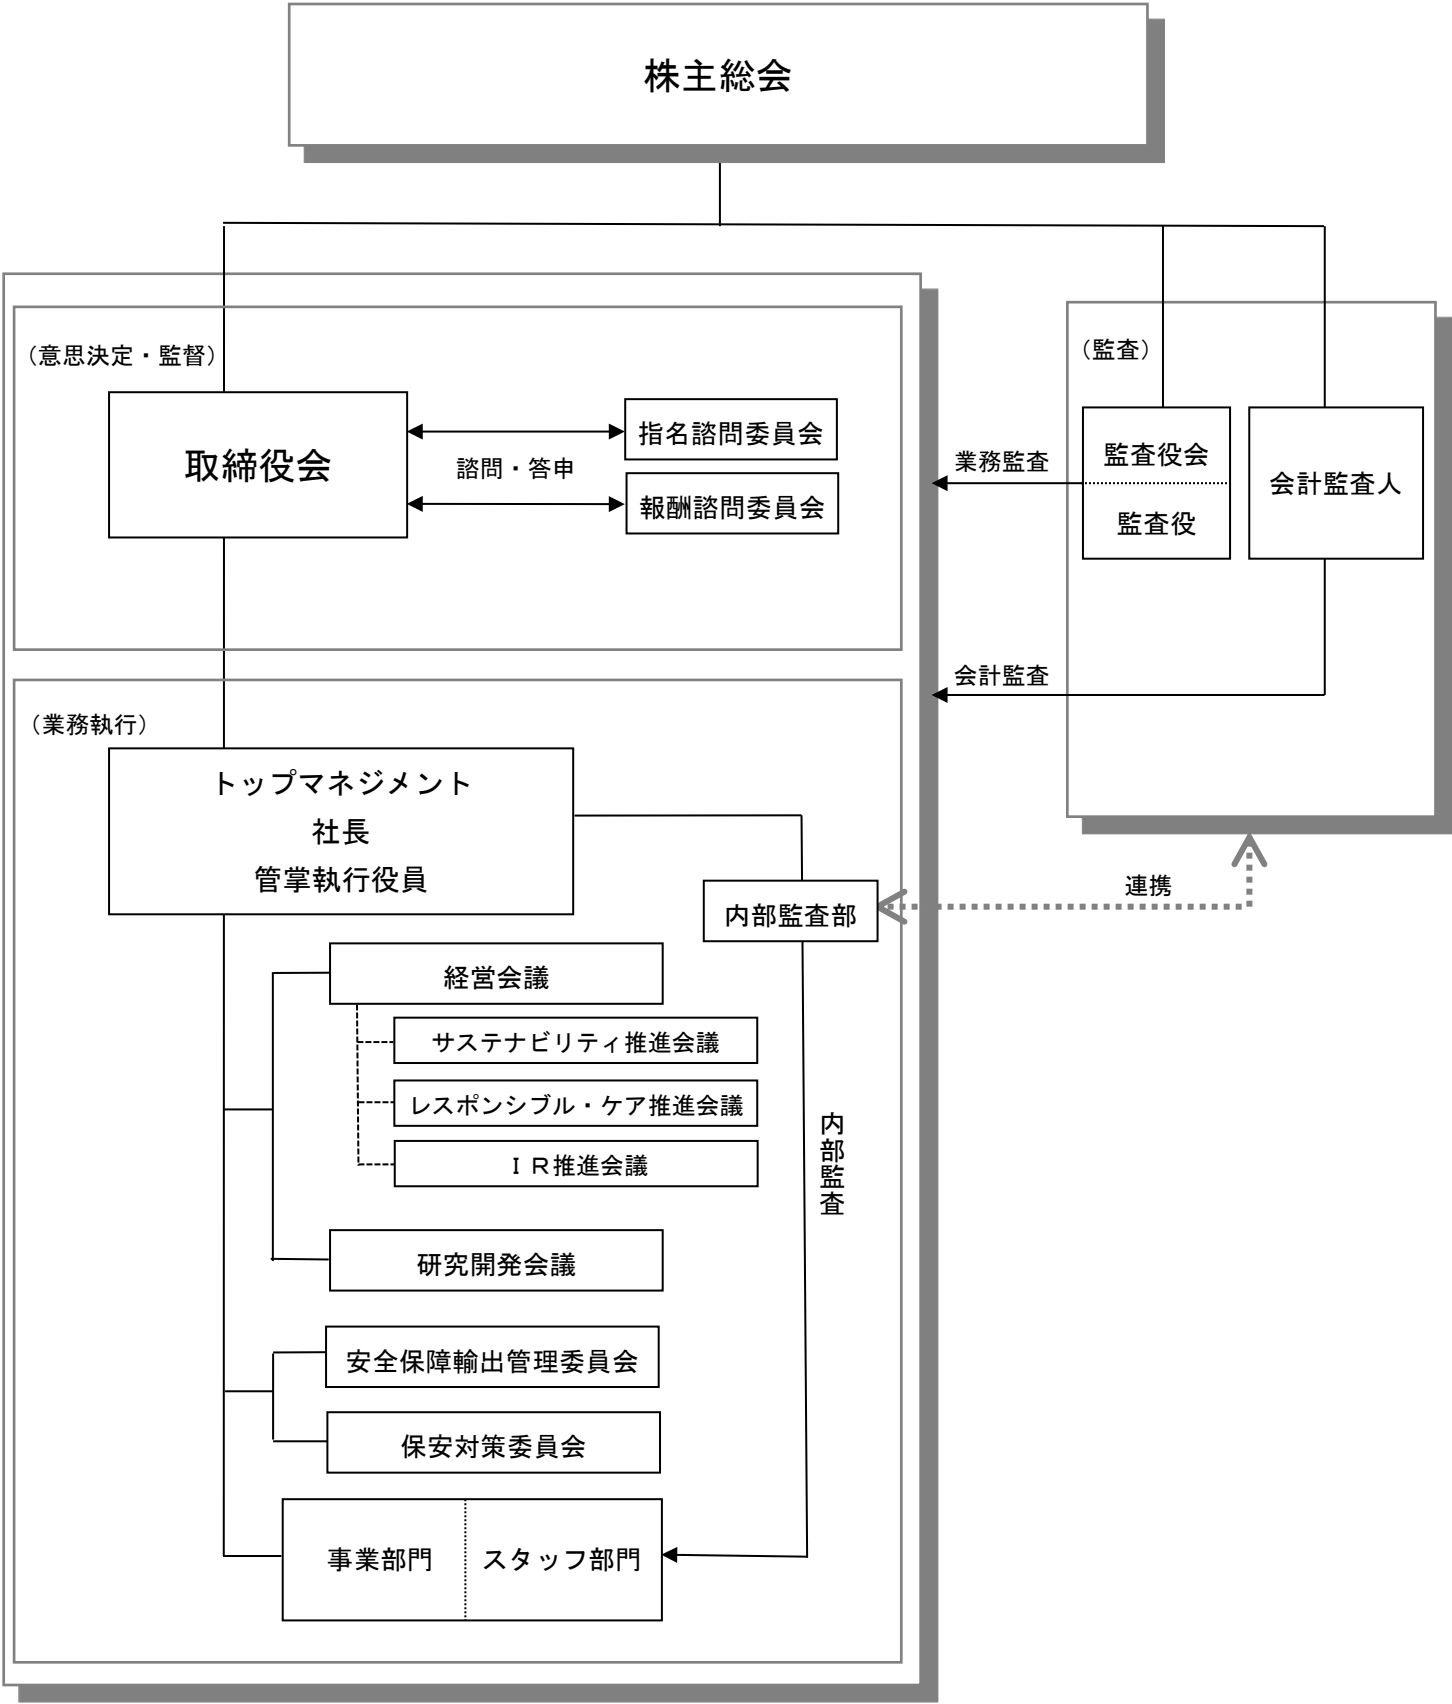 株主総会
（意思決定・監督）
取締役会
諮問・答申
指名諮問委員会
報酬諮問委員会
（監査）
監査役会
監査役
会計監査人
業務監査
会計監査
（業務執行）
トップマネジメント
社長
管掌執行役員
内部監査部
連携
経営会議
サステナビリティ推進会議
レスポンシブル・ケア推進会議
ＩＲ推進会議
内部監査
研究開発会議
安全保障輸出管理委員会
保安対策委員会
事業部門
スタッフ部門